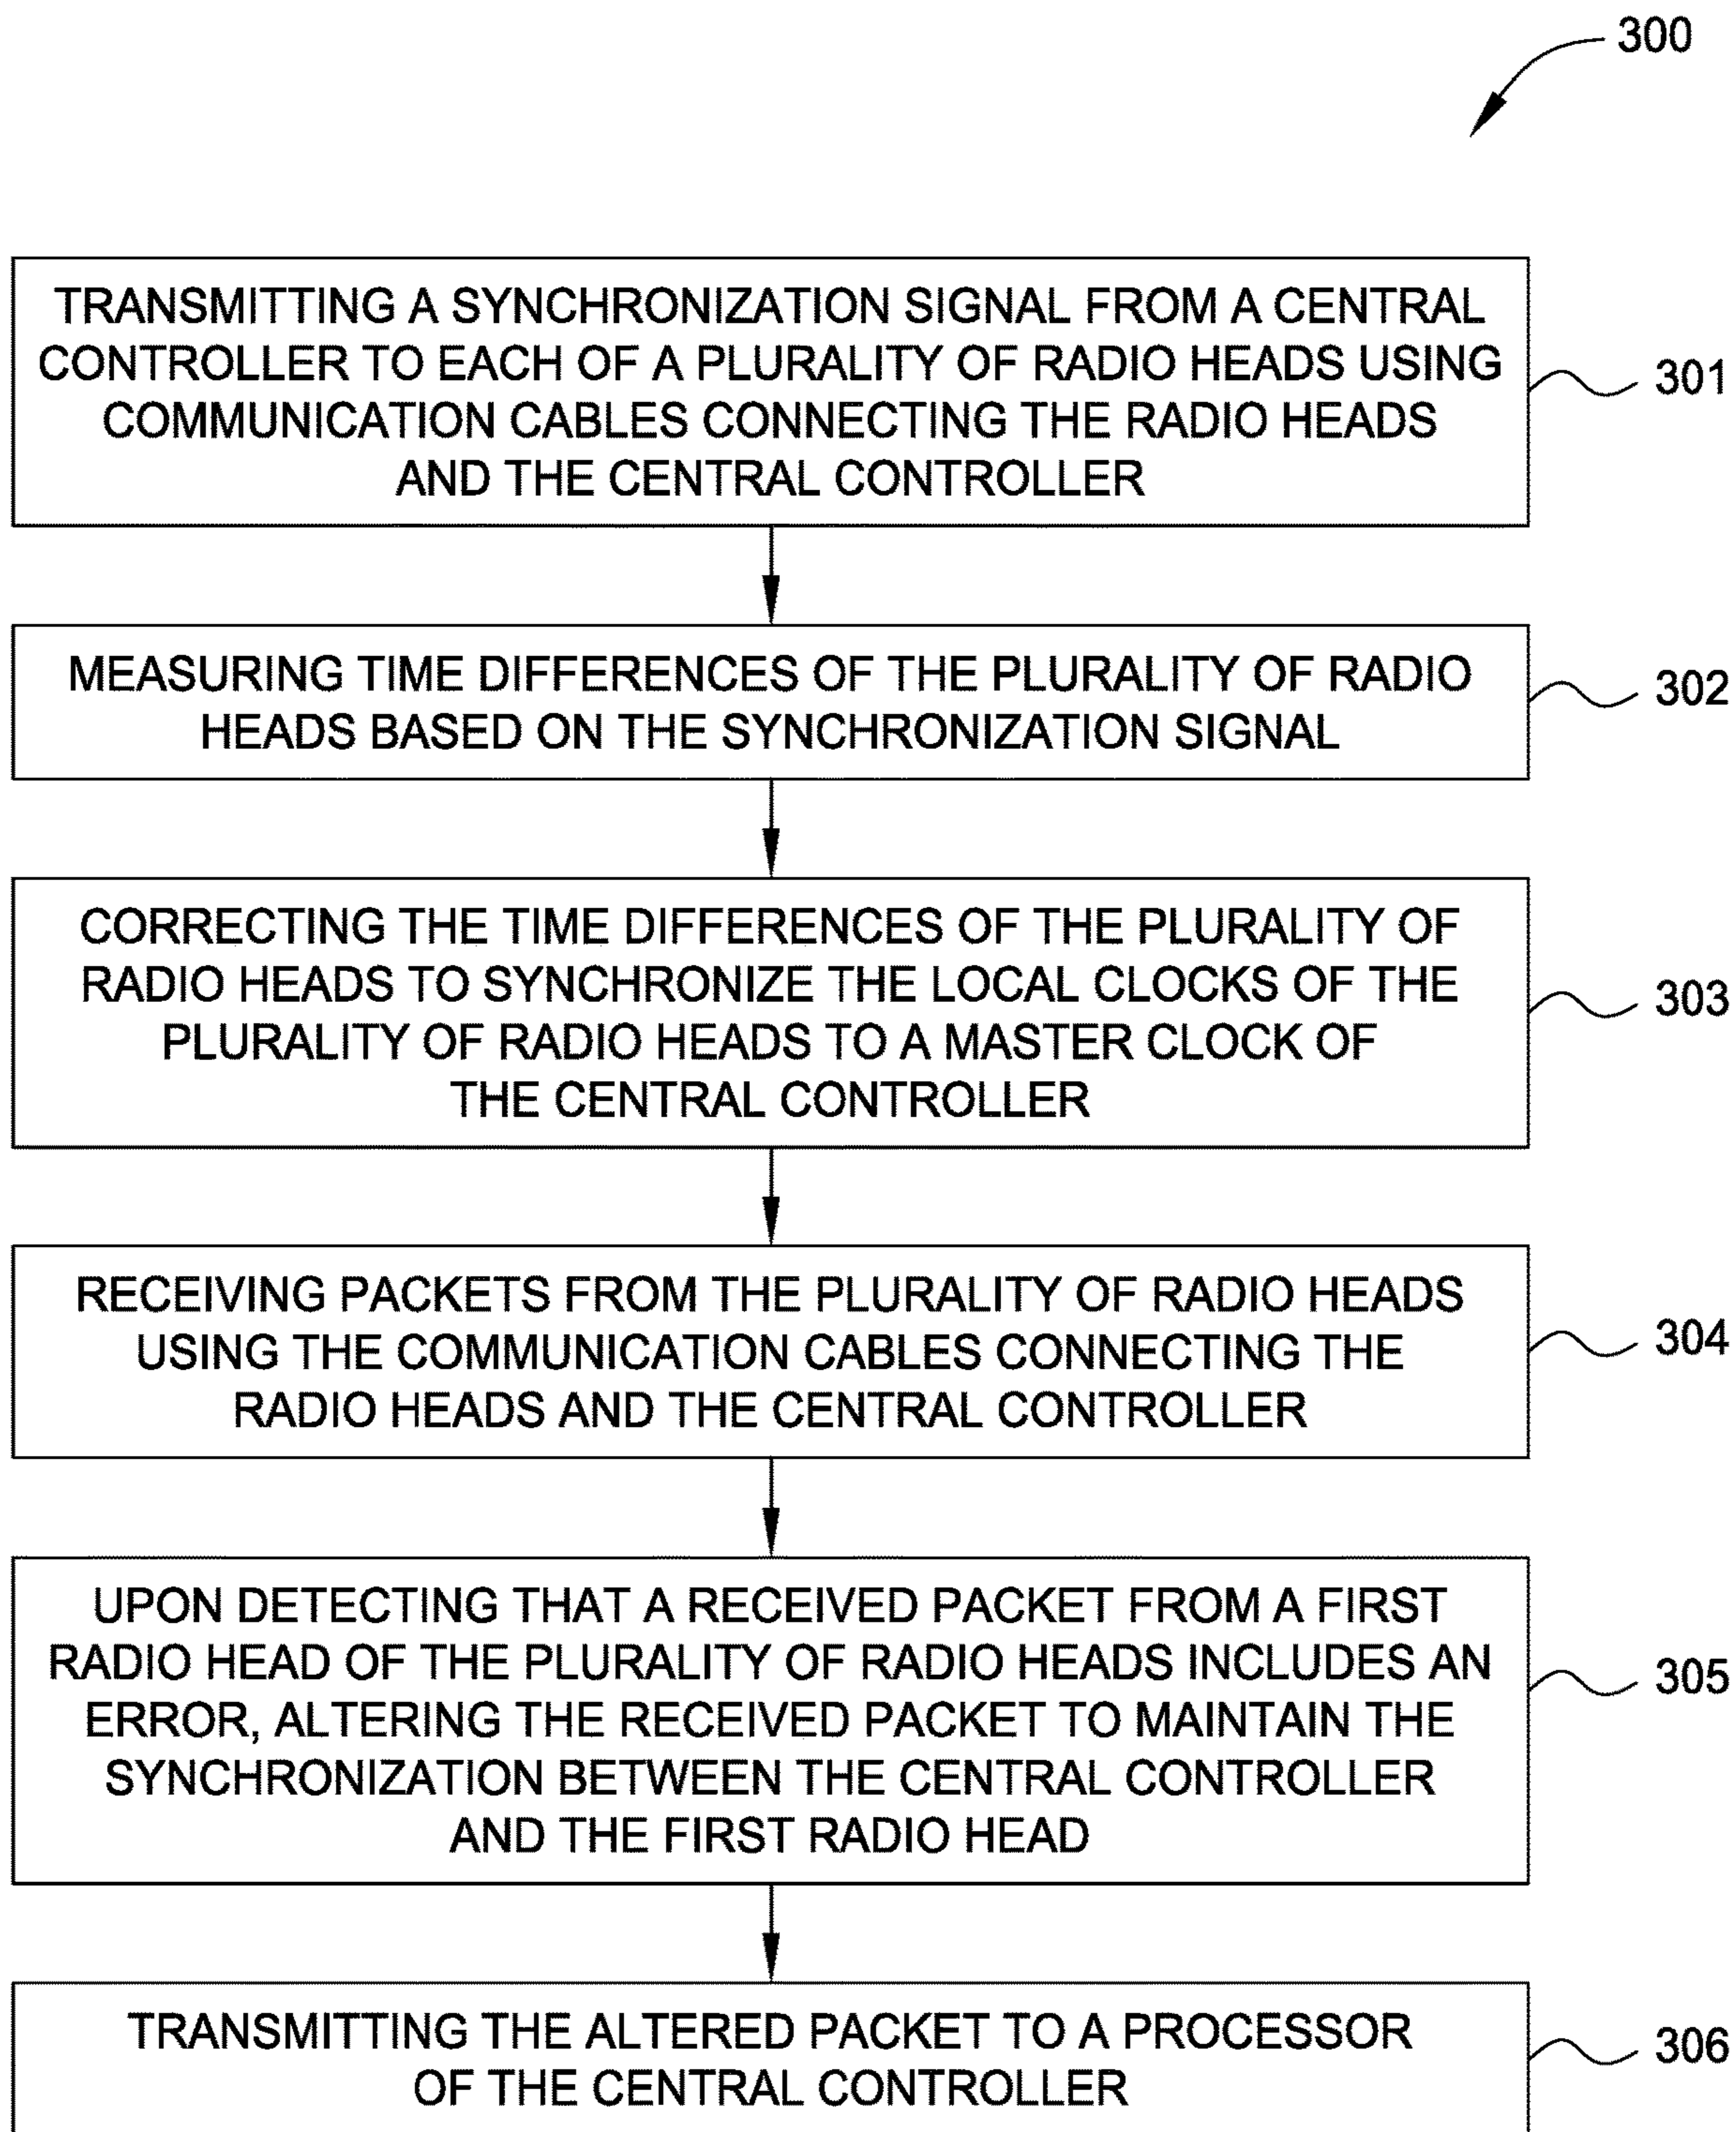 300
TRANSMITTING A SYNCHRONIZATION SIGNAL FROM A CENTRAL
CONTROLLER TO EACH OF A PLURALITY OF RADIO HEADS USING
COMMUNICATION CABLES CONNECTING THE RADIO HEADS
AND THE CENTRAL CONTROLLER
301
MEASURING TIME DIFFERENCES OF THE PLURALITY OF RADIO
HEADS BASED ON THE SYNCHRONIZATION SIGNAL
302
CORRECTING THE TIME DIFFERENCES OF THE PLURALITY OF
RADIO HEADS TO SYNCHRONIZE THE LOCAL CLOCKS OF THE
PLURALITY OF RADIO HEADS TO A MASTER CLOCK OF
THE CENTRAL CONTROLLER
303
RECEIVING PACKETS FROM THE PLURALITY OF RADIO HEADS
USING THE COMMUNICATION CABLES CONNECTING THE
RADIO HEADS AND THE CENTRAL CONTROLLER
304
UPON DETECTING THAT A RECEIVED PACKET FROM A FIRST
RADIO HEAD OF THE PLURALITY OF RADIO HEADS INCLUDES AN
ERROR, ALTERING THE RECEIVED PACKET TO MAINTAIN THE
SYNCHRONIZATION BETWEEN THE CENTRAL CONTROLLER
AND THE FIRST RADIO HEAD
305
TRANSMITTING THE ALTERED PACKET TO A PROCESSOR
OF THE CENTRAL CONTROLLER
306